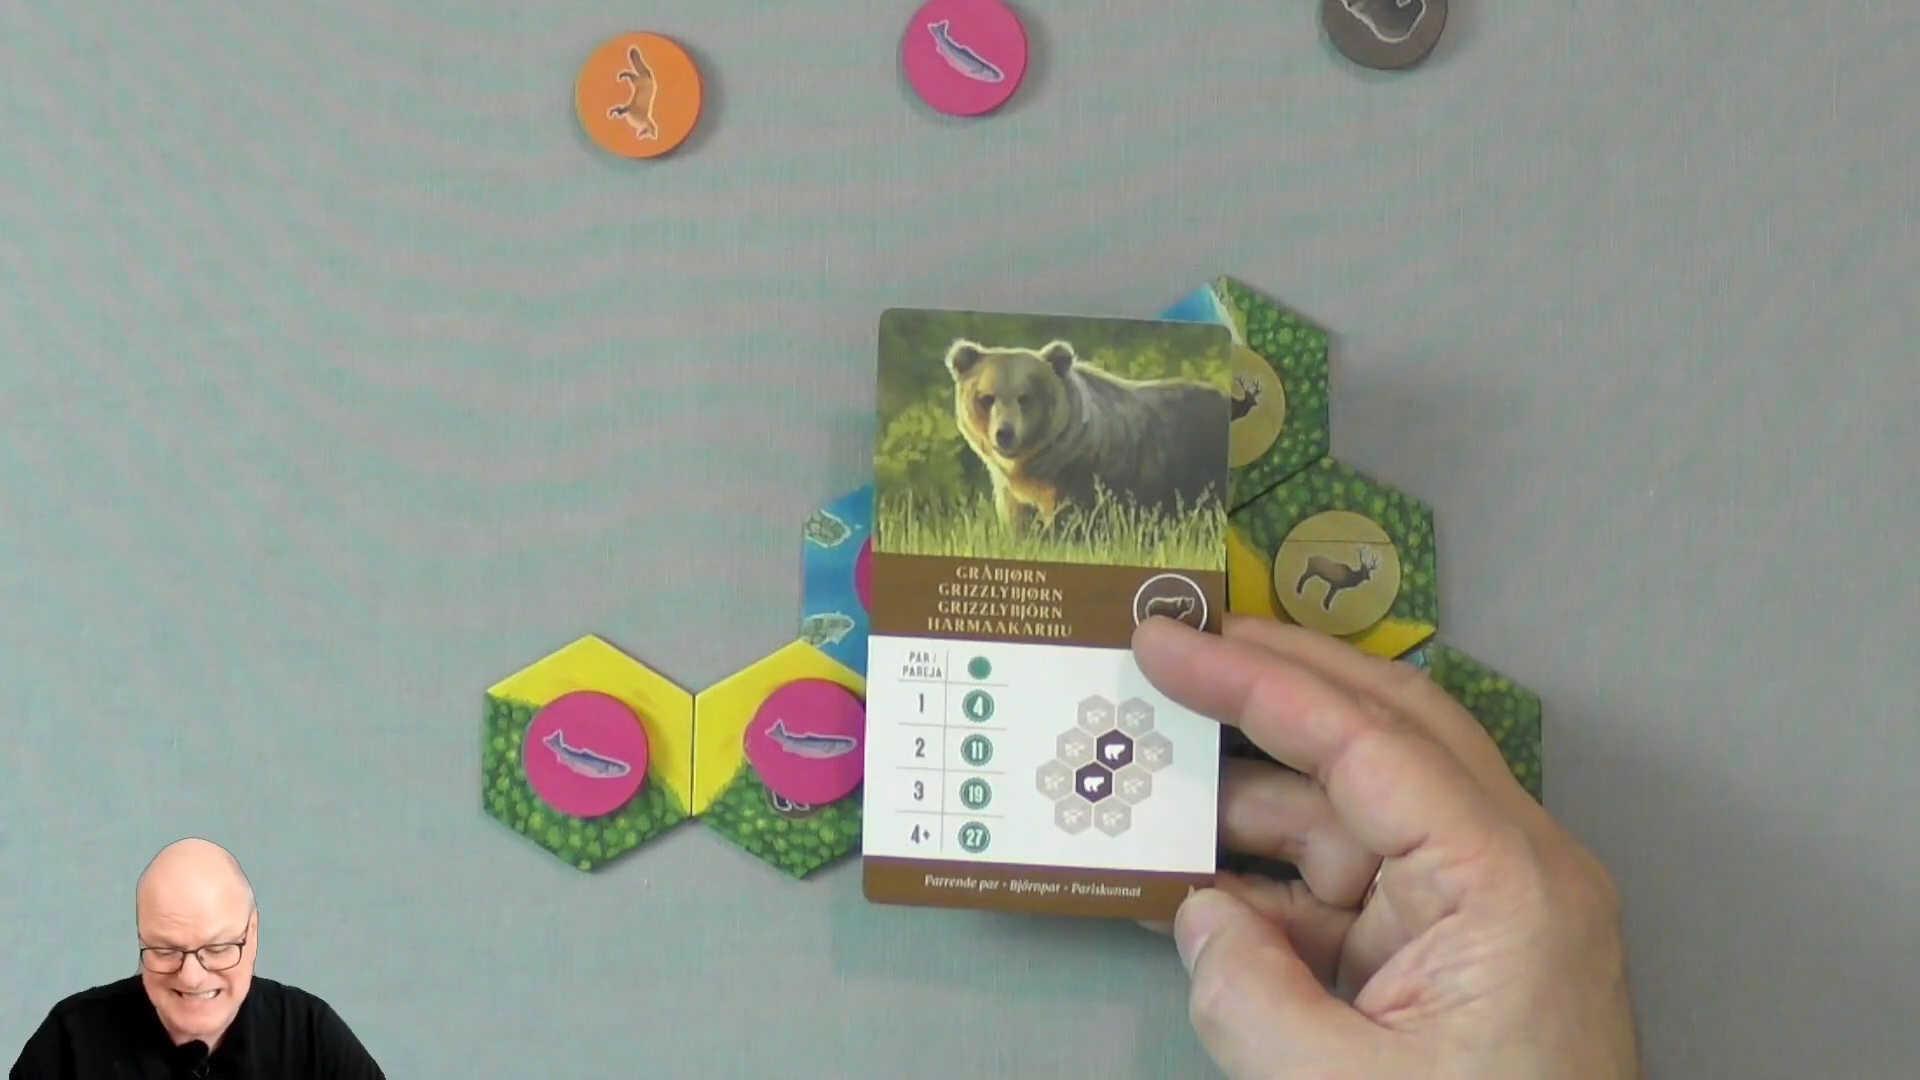 GRÅBJØRN
GRIZZLYBJØRN
GRIZZLYBJÖRN
HARMAAKARHU
PAR /
PAREJA
1 4
2 11
3 19
4+ 27
Parrende par • Björnpar • Pariskunnat